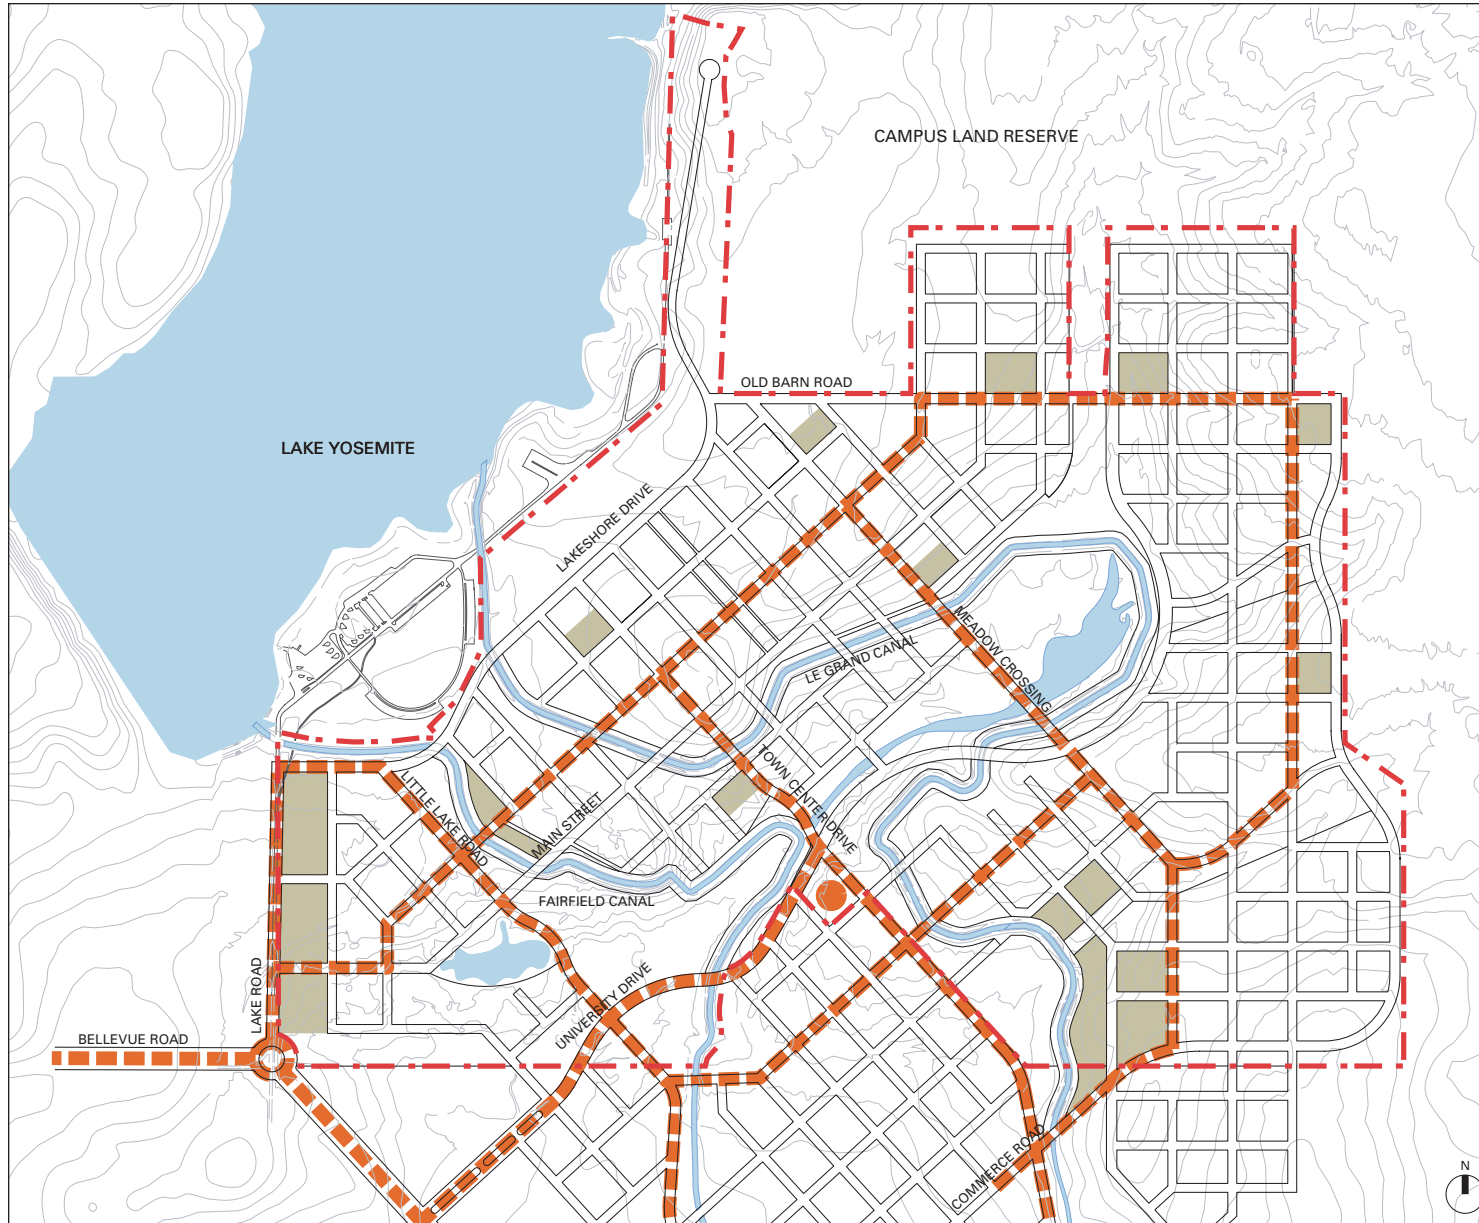 CAMPUS LAND RESERVE
OLD BARN ROAD
LAKE YOSEMITE
LAKESHORE DRIVE
MEADOW CROSSING
LE GRAND CANAL
TOWN CENTER DRIVE
LITTLE LAKE ROAD
MAIN STREET
FAIRFIELD CANAL
LAKE ROAD
UNIVERSITY DRIVE
BELLEVUE ROAD
COMMERCE ROAD
N